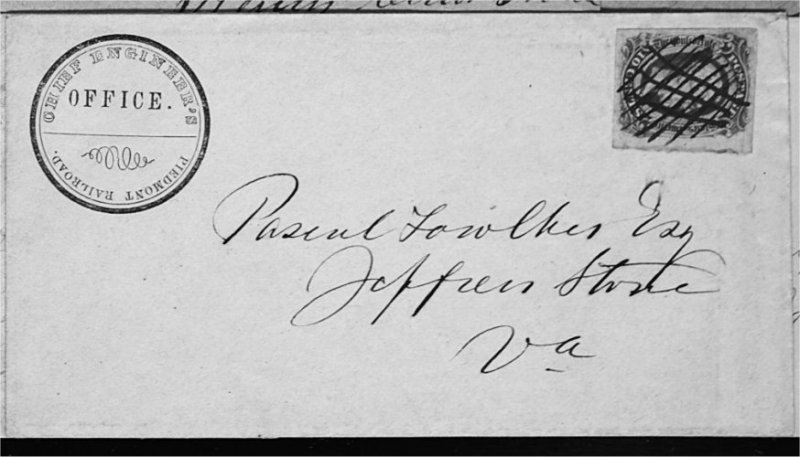 CHIEF ENGINEER'S
OFFICE.
PIEDMONT RAILROAD.
Pascal Fowlkes Esq
Jeffress Store
Va